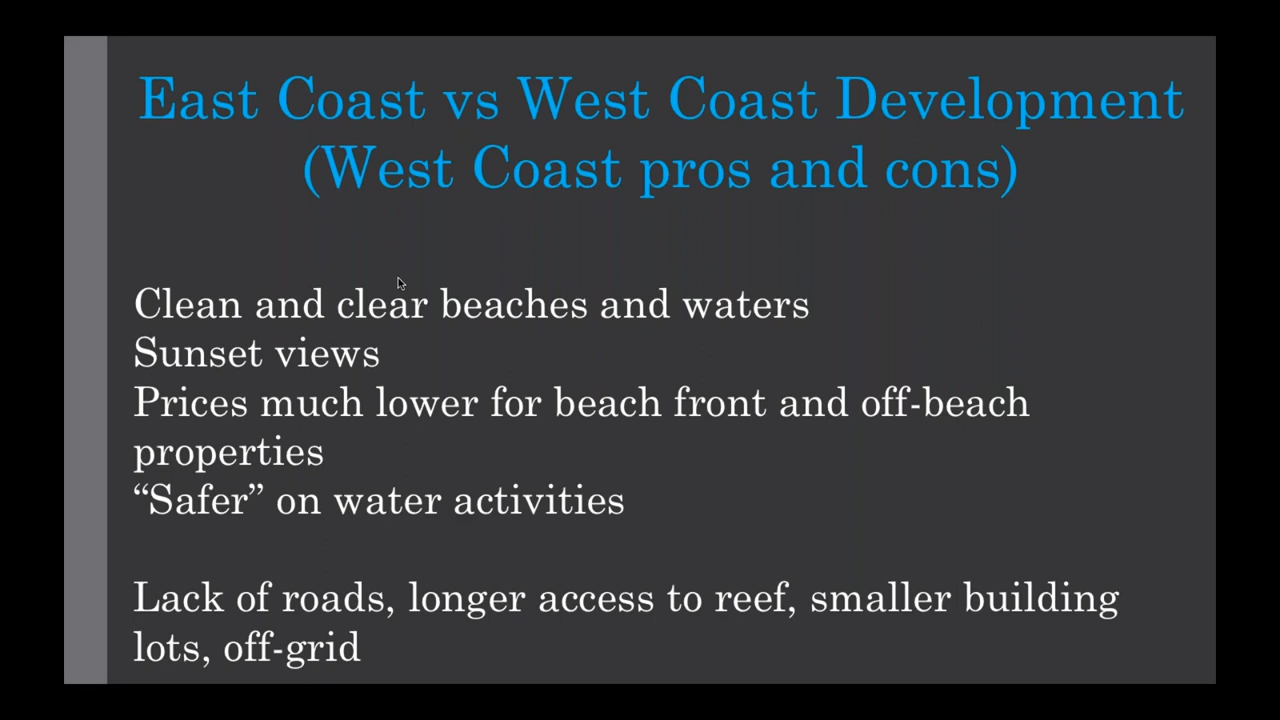 East Coast vs West Coast Development
(West Coast pros and cons)
Clean and clear beaches and waters
Sunset views
Prices much lower for beach front and off-beach
properties
“Safer” on water activities
Lack of roads, longer access to reef, smaller building
lots, off-grid